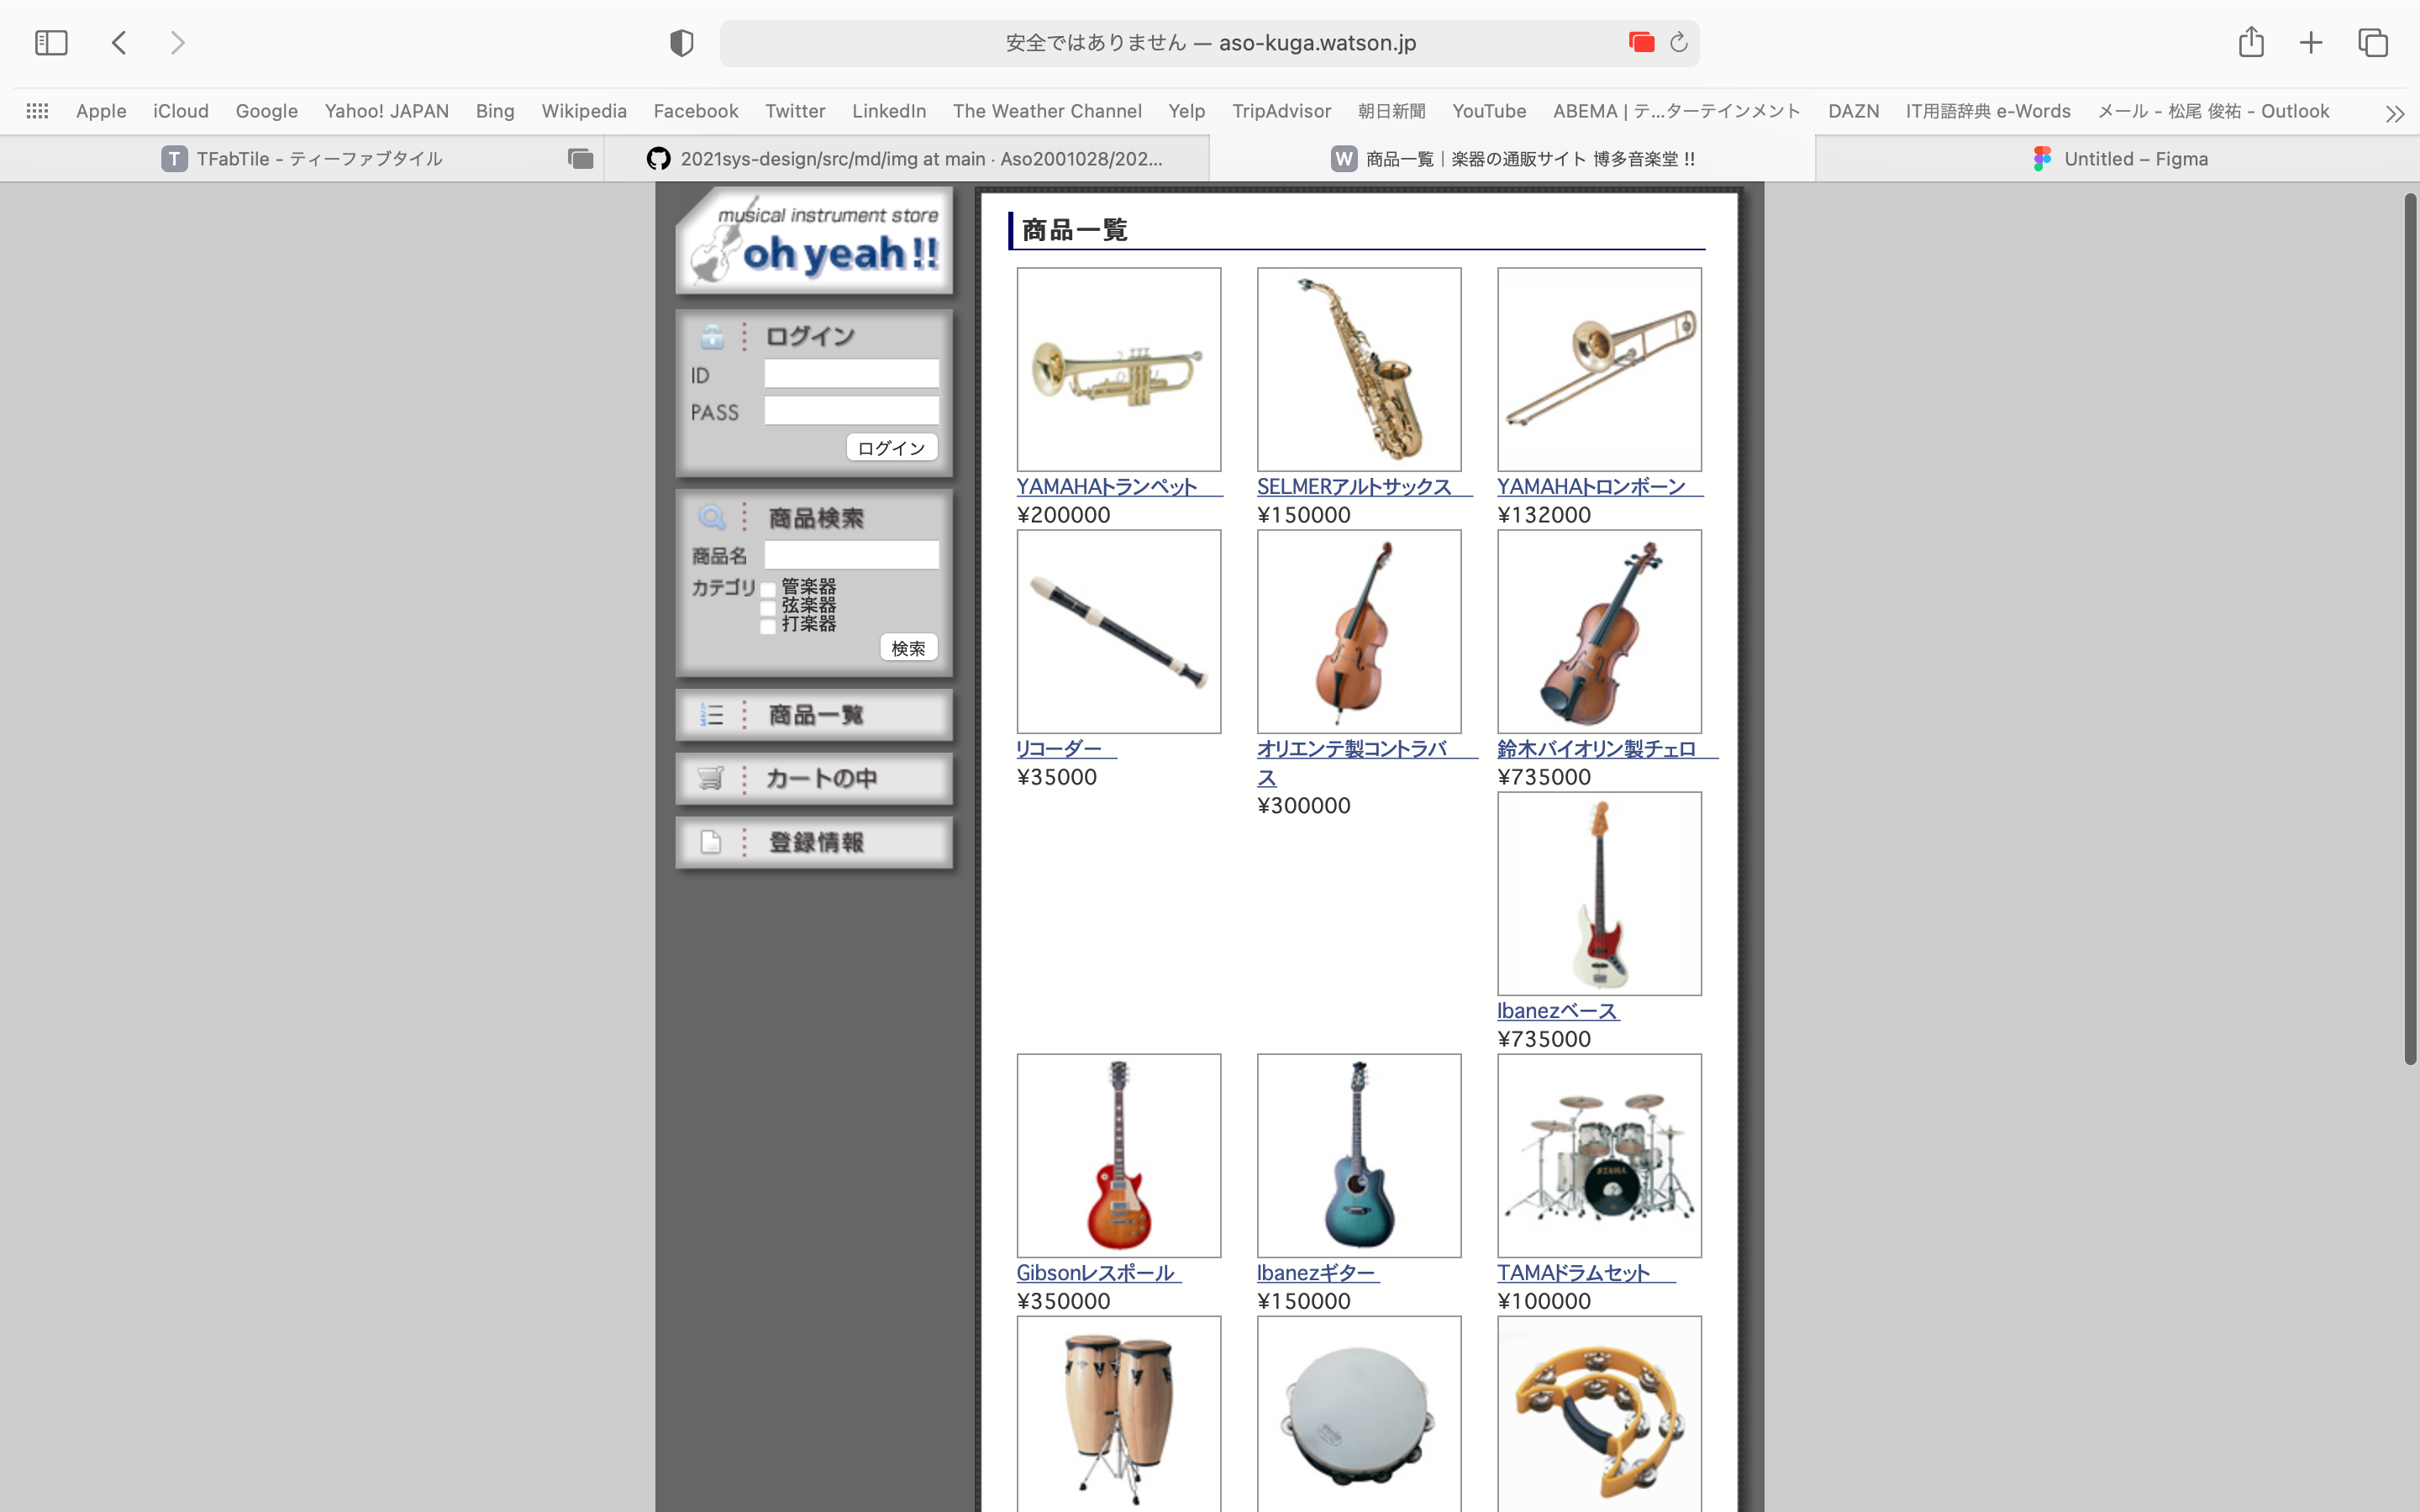 安全ではありません — aso-kuga.watson.jp
Apple iCloud Google Yahoo! JAPAN Bing Wikipedia Facebook Twitter LinkedIn The Weather Channel Yelp TripAdvisor 朝日新聞 YouTube ABEMA | テ...ターテインメント DAZN IT用語辞典 e-Words メール - 松尾 俊祐 - Outlook
T TFabTile - ティーファブタイル
2021sys-design/src/md/img at main · Aso2001028/202...
W 商品一覧｜楽器の通販サイト 博多音楽堂 !!
Untitled – Figma
musical instrument store
oh yeah !!
ログイン
ID
PASS
ログイン
商品検索
商品名
カテゴリ 管楽器
弦楽器
打楽器
検索
商品一覧
カートの中
登録情報
商品一覧
YAMAHAトランペット
¥200000
SELMERアルトサックス
¥150000
YAMAHAトロンボーン
¥132000
リコーダー
¥35000
オリエンテ製コントラバ
ス
¥300000
鈴木バイオリン製チェロ
¥735000
Ibanezベース
¥735000
Gibsonレスポール
¥350000
Ibanezギター
¥150000
TAMA
TAMAドラムセット
¥100000